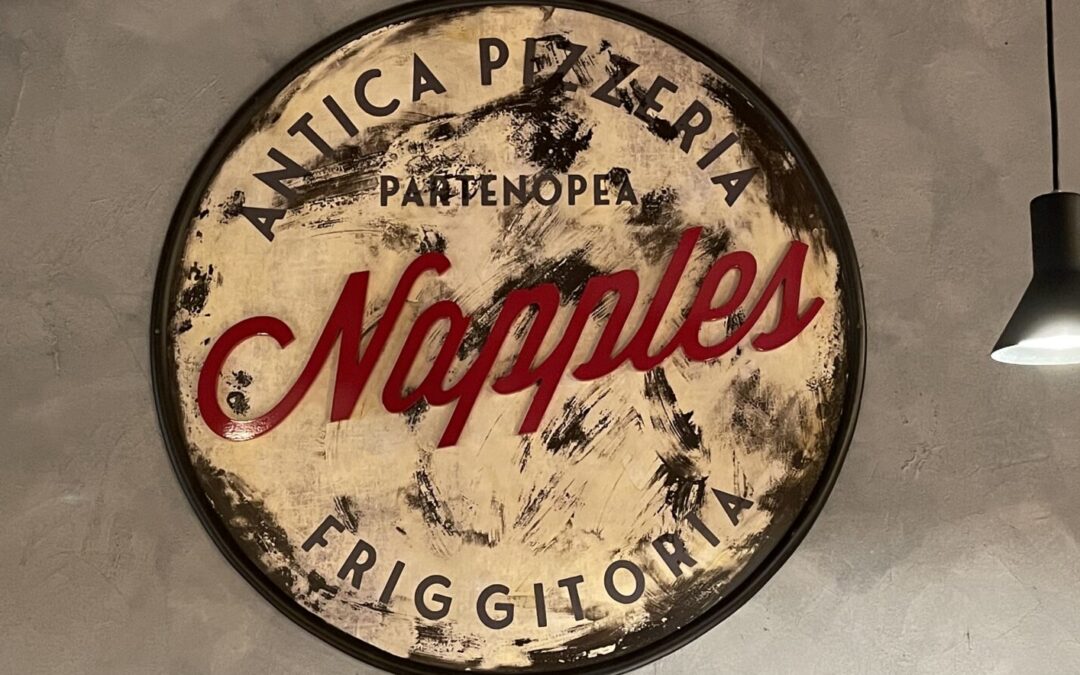 ANTICA PIZZERIA
PARTENOPEA
Napples
FRIGGITORIA